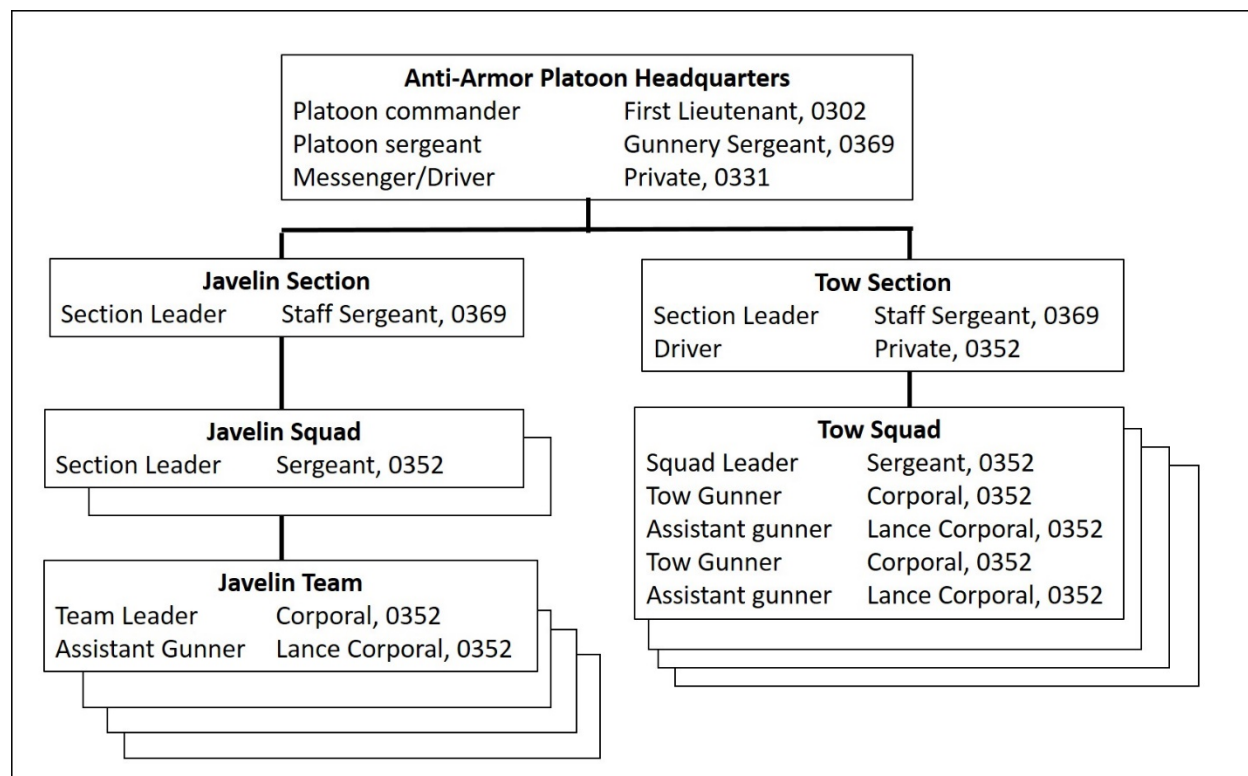 Anti-Armor Platoon Headquarters
Platoon commander First Lieutenant, 0302
Platoon sergeant Gunnery Sergeant, 0369
Messenger/Driver Private, 0331
Javelin Section
Section Leader Staff Sergeant, 0369
Tow Section
Section Leader Staff Sergeant, 0369
Driver Private, 0352
Javelin Squad
Section Leader Sergeant, 0352
Tow Squad
Squad Leader Sergeant, 0352
Tow Gunner Corporal, 0352
Assistant gunner Lance Corporal, 0352
Tow Gunner Corporal, 0352
Assistant gunner Lance Corporal, 0352
Javelin Team
Team Leader Corporal, 0352
Assistant Gunner Lance Corporal, 0352